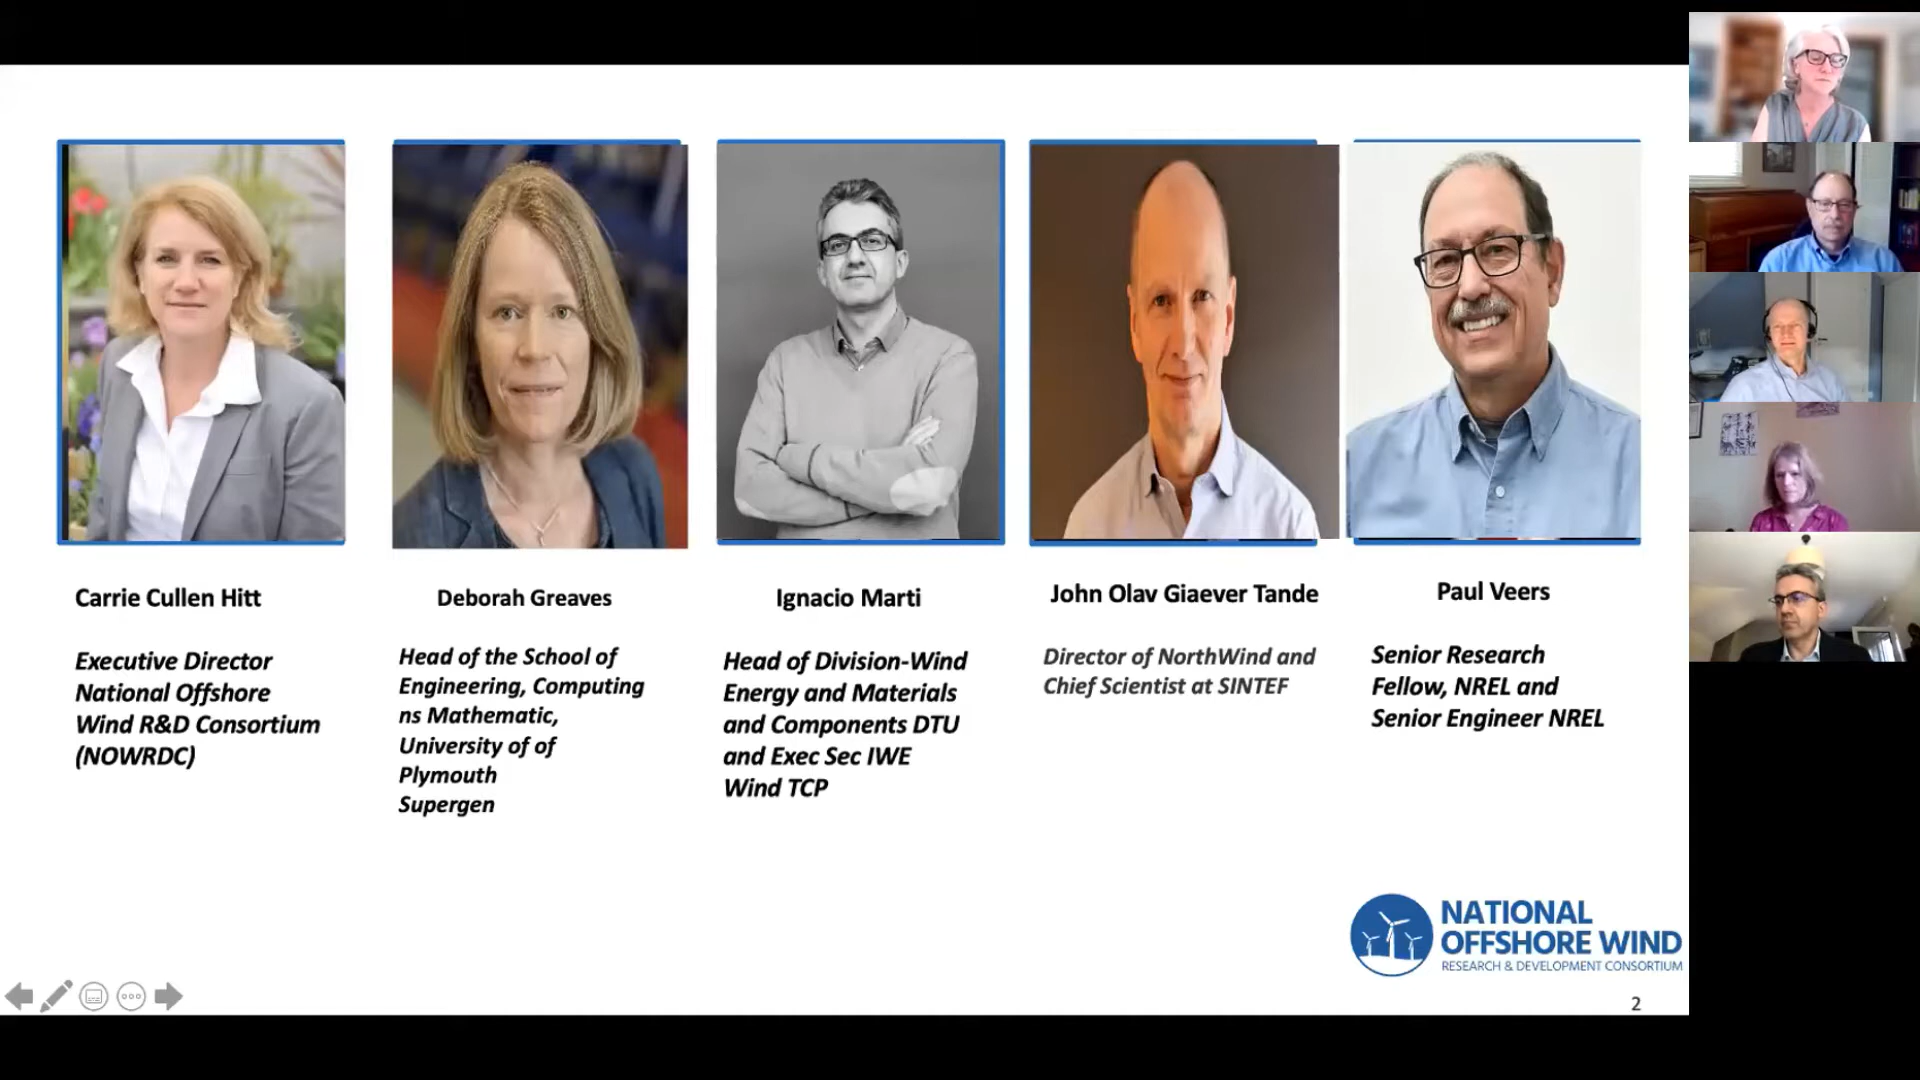 Carrie Cullen Hitt
Executive Director
National Offshore
Wind R&D Consortium
(NOWRDC)
Deborah Greaves
Head of the School of
Engineering, Computing
ns Mathematic,
University of of
Plymouth
Supergen
Ignacio Marti
Head of Division-Wind
Energy and Materials
and Components DTU
and Exec Sec IWE
Wind TCP
John Olav Giaever Tande
Director of NorthWind and
Chief Scientist at SINTEF
Paul Veers
Senior Research
Fellow, NREL and
Senior Engineer NREL
NATIONAL
OFFSHORE WIND
RESEARCH & DEVELOPMENT CONSORTIUM
2